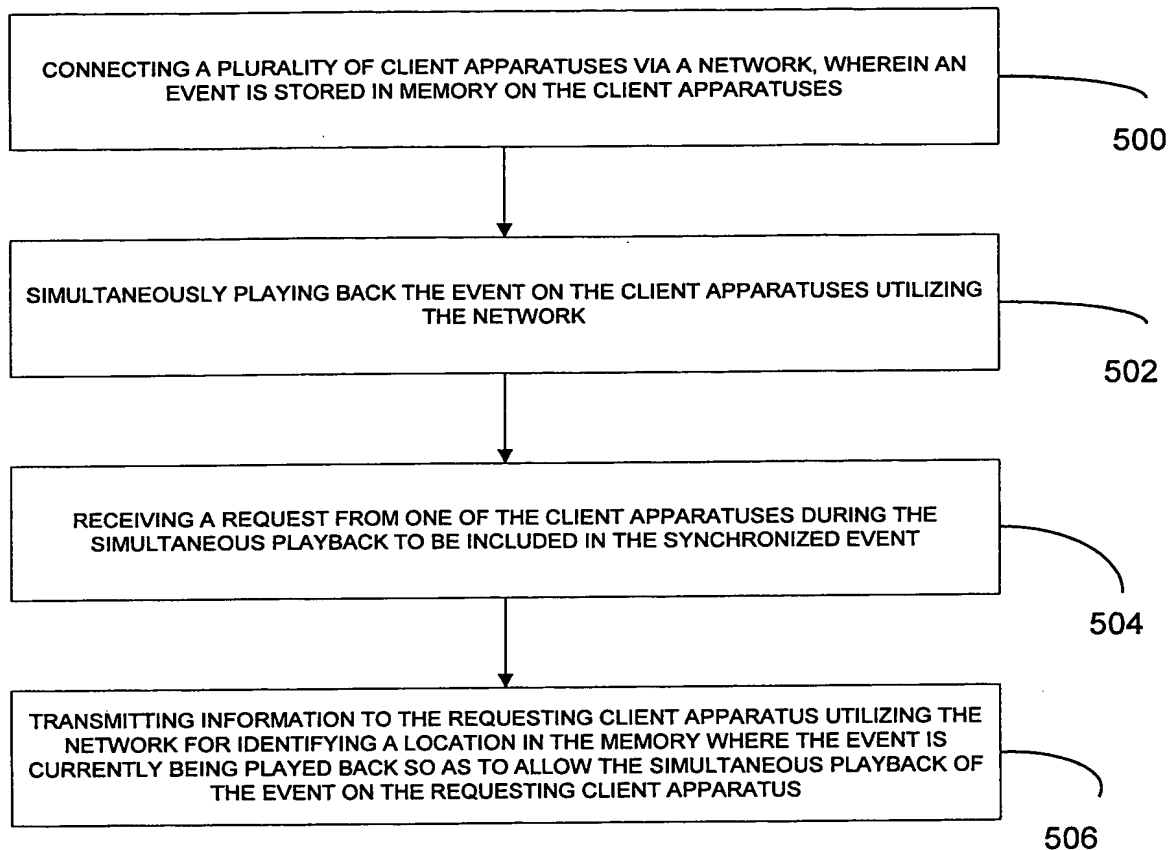 CONNECTING A PLURALITY OF CLIENT APPARATUSES VIA A NETWORK, WHEREIN AN
EVENT IS STORED IN MEMORY ON THE CLIENT APPARATUSES
500
SIMULTANEOUSLY PLAYING BACK THE EVENT ON THE CLIENT APPARATUSES UTILIZING
THE NETWORK
502
RECEIVING A REQUEST FROM ONE OF THE CLIENT APPARATUSES DURING THE
SIMULTANEOUS PLAYBACK TO BE INCLUDED IN THE SYNCHRONIZED EVENT
504
TRANSMITTING INFORMATION TO THE REQUESTING CLIENT APPARATUS UTILIZING THE
NETWORK FOR IDENTIFYING A LOCATION IN THE MEMORY WHERE THE EVENT IS
CURRENTLY BEING PLAYED BACK SO AS TO ALLOW THE SIMULTANEOUS PLAYBACK OF
THE EVENT ON THE REQUESTING CLIENT APPARATUS
506